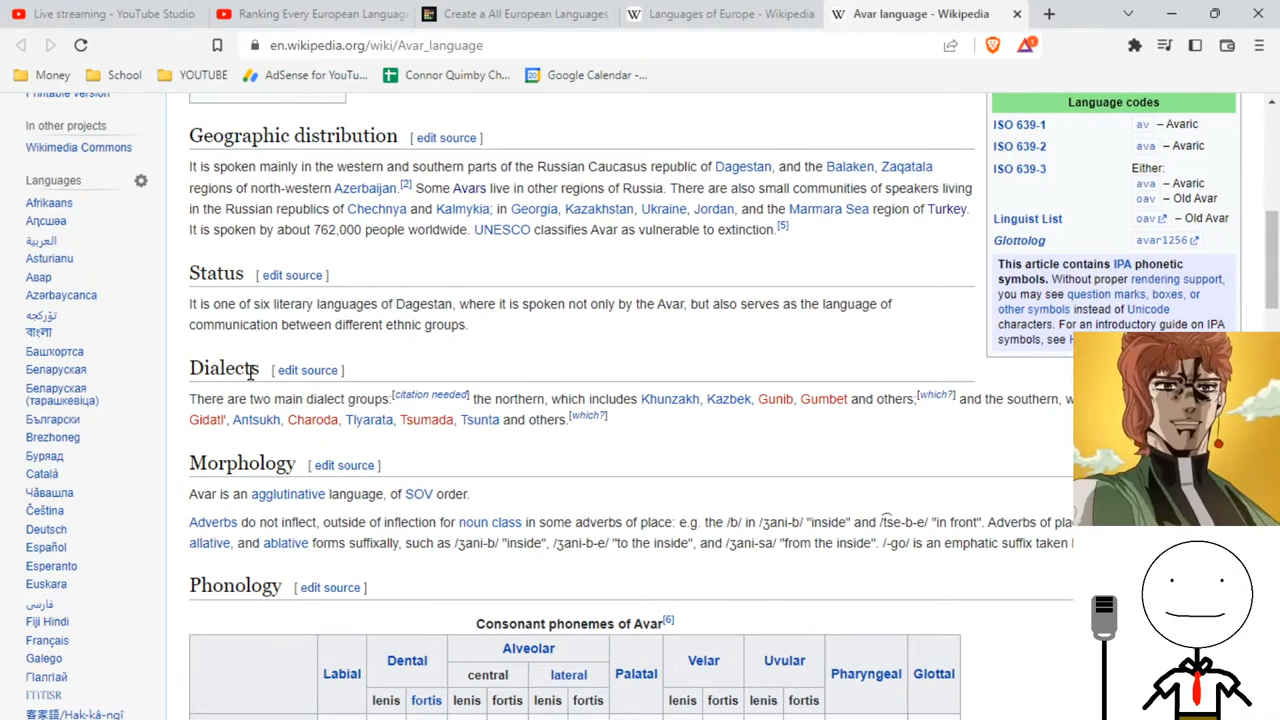 Live streaming - YouTube Studio
Ranking Every European Languag
Create a All European Languages
Languages of Europe - Wikipedia
Avar language - Wikipedia
en.wikipedia.org/wiki/Avar_language
1
Money
School
YOUTUBE
AdSense for YouTu...
Connor Quimby Ch...
20
Google Calendar -...
Printable version
In other projects
Wikimedia Commons
Languages
Afrikaans
Аԥсшәа
العربية
Asturianu
Авар
Azərbaycanca
تۆرکجه
বাংলা
Башҡортса
Беларуская
Беларуская
(тарашкевіца)
Български
Brezhoneg
Буряад
Català
Чӑвашла
Čeština
Deutsch
Español
Esperanto
Euskara
فارسی
Fiji Hindi
Français
Galego
ГӀалгӀай
客家語/Hak-kâ-ngî
Geographic distribution [ edit source ]
It is spoken mainly in the western and southern parts of the Russian Caucasus republic of Dagestan, and the Balaken, Zaqatala
regions of north-western Azerbaijan.[2] Some Avars live in other regions of Russia. There are also small communities of speakers living
in the Russian republics of Chechnya and Kalmykia; in Georgia, Kazakhstan, Ukraine, Jordan, and the Marmara Sea region of Turkey.
It is spoken by about 762,000 people worldwide. UNESCO classifies Avar as vulnerable to extinction.[5]
Status [ edit source ]
It is one of six literary languages of Dagestan, where it is spoken not only by the Avar, but also serves as the language of
communication between different ethnic groups.
Dialects [ edit source ]
There are two main dialect groups:[citation needed] the northern, which includes Khunzakh, Kazbek, Gunib, Gumbet and others;[which?] and the southern, w
Gidatl', Antsukh, Charoda, Tlyarata, Tsumada, Tsunta and others.[which?]
Morphology [ edit source ]
Avar is an agglutinative language, of SOV order.
Adverbs do not inflect, outside of inflection for noun class in some adverbs of place: e.g. the /b/ in /ʒani-b/ "inside" and /t͡se-b-e/ "in front". Adverbs of pla
allative, and ablative forms suffixally, such as /ʒani-b/ "inside", /ʒani-b-e/ "to the inside", and /ʒani-sa/ "from the inside". /-go/ is an emphatic suffix taken
Phonology [ edit source ]
Consonant phonemes of Avar[6]
Labial Dental Alveolar Palatal Velar Uvular Pharyngeal Glottal
central lateral
lenis fortis lenis fortis lenis fortis lenis fortis lenis fortis
Language codes
ISO 639-1 av – Avaric
ISO 639-2 ava – Avaric
ISO 639-3 Either:
ava – Avaric
oav – Old Avar
Linguist List oav – Old Avar
Glottolog avar1256
This article contains IPA phonetic
symbols. Without proper rendering support,
you may see question marks, boxes, or
other symbols instead of Unicode
characters. For an introductory guide on IPA
symbols, see